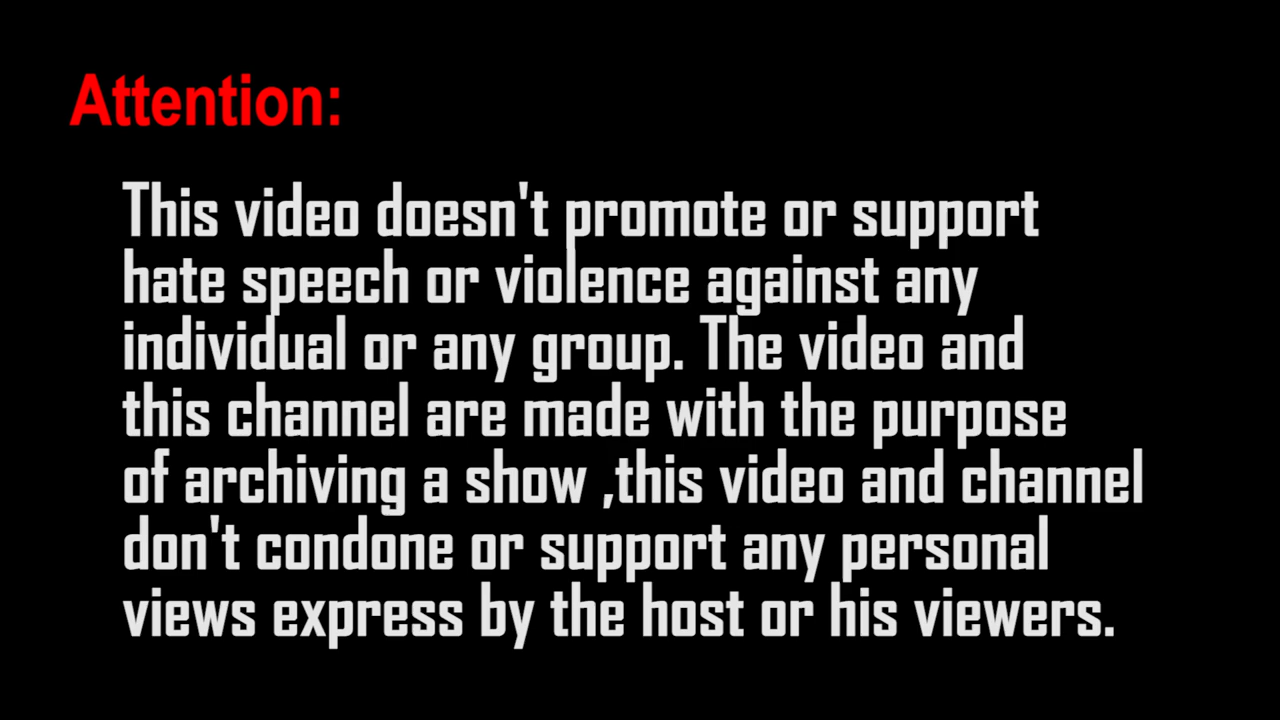 Attention:
This video doesn't promote or support
hate speech or violence against any
individual or any group. The video and
this channel are made with the purpose
of archiving a show ,this video and channel
don't condone or support any personal
views express by the host or his viewers.